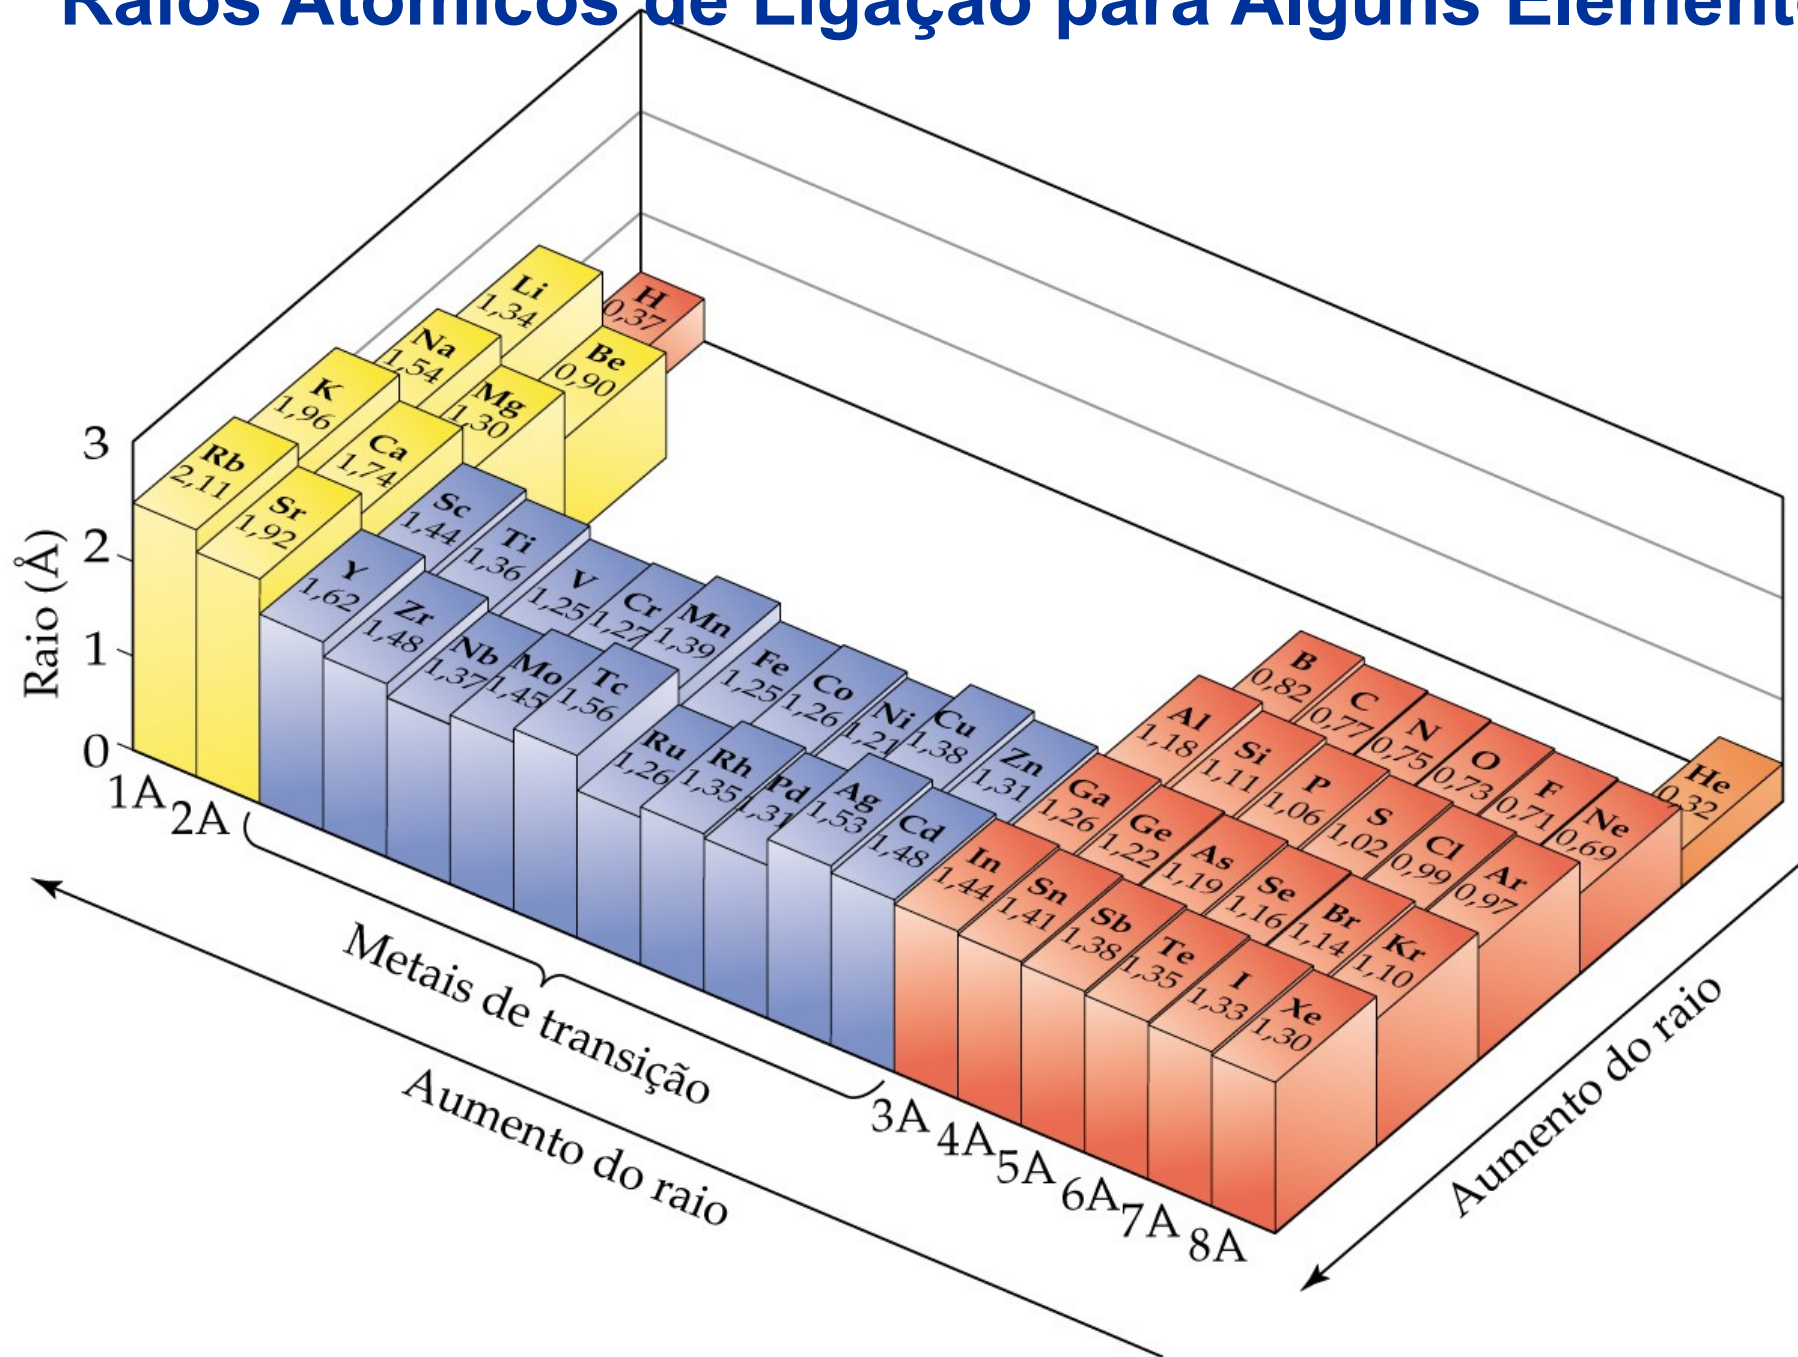 Raios Atômicos de Ligação para Alguns Element
H
0,37
Li
1,34
Be
0,90
Na
1,54
Mg
1,30
K
1,96
Ca
1,74
Rb
2,11
Sr
1,92
Sc
1,44
Ti
1,36
V
1,25
Cr
1,27
Mn
1,39
Fe
1,25
Co
1,26
Ni
1,21
Cu
1,38
Zn
1,31
Y
1,62
Zr
1,48
Nb
1,37
Mo
1,45
Tc
1,56
Ru
1,26
Rh
1,35
Pd
1,31
Ag
1,53
Cd
1,48
B
0,82
C
0,77
N
0,75
O
0,73
F
0,71
Ne
0,69
He
0,32
Al
1,18
Si
1,11
P
1,06
S
1,02
Cl
0,99
Ar
0,97
Ga
1,26
Ge
1,22
As
1,19
Se
1,16
Br
1,14
Kr
1,10
In
1,44
Sn
1,41
Sb
1,38
Te
1,35
I
1,33
Xe
1,30
3
2
1
0
Raio (Å)
1A
2A
Metais de transição
3A
4A
5A
6A
7A
8A
Aumento do raio
Aumento do raio